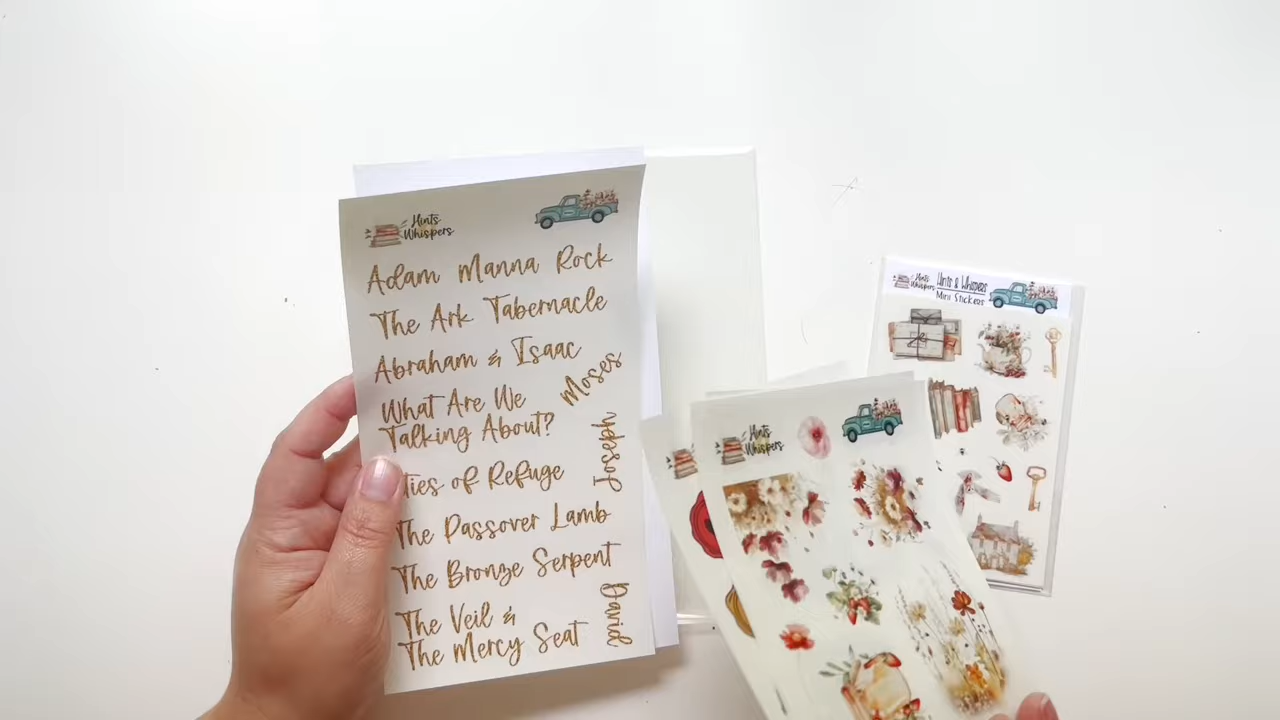 Hints
Whispers
Adam Manna Rock
The Ark Tabernacle
Abraham & Isaac
Moses
What Are We
Talking About?
Joseph
ties of Refuge
The Passover Lamb
The Bronze Serpent
David
The Veil &
The Mercy Seat
Hints
Whispers
Hints
Whispers
Hints & Whispers
Mini Stickers